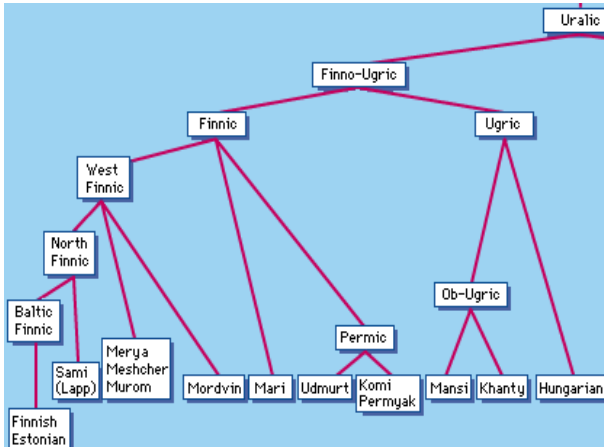 Uralic
Finno-Ugric
Finnic
Ugric
West
Finnic
North
Finnic
Ob-Ugric
Baltic
Finnic
Permic
Merya
Meshcher
Murom
Sami
(Lapp)
Mordvin
Mari
Udmurt
Komi
Permyak
Mansi
Khanty
Hungarian
Finnish
Estonian